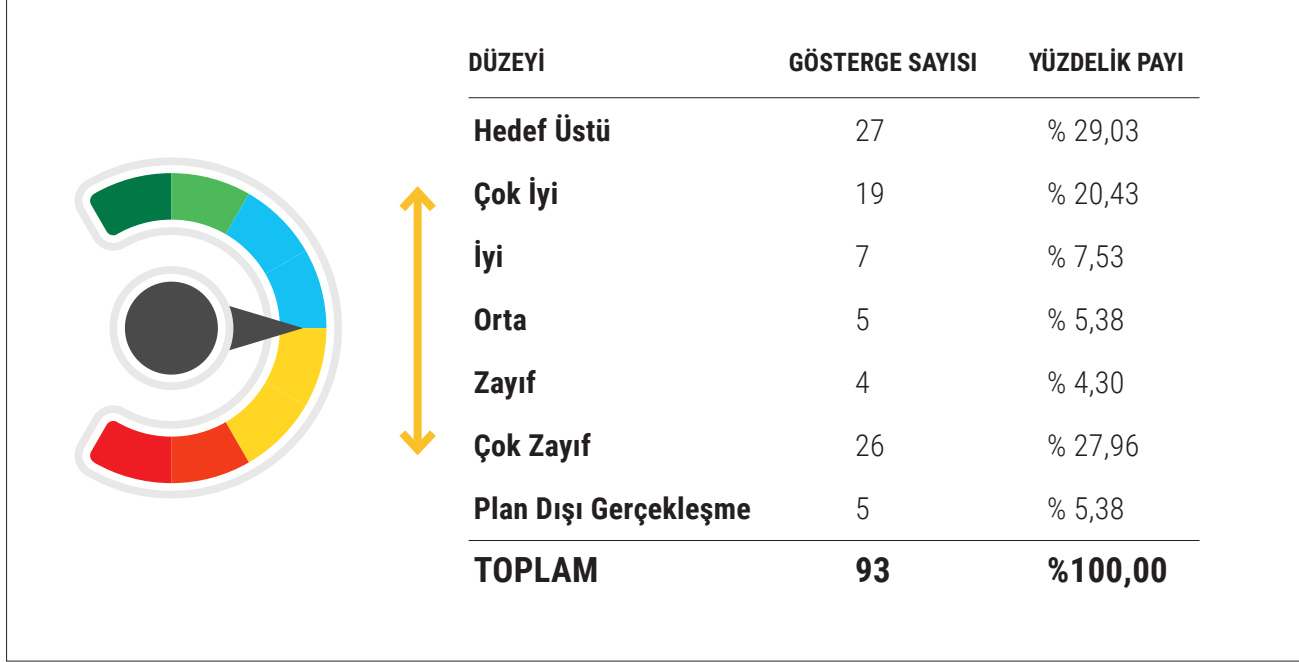 DÜZEYİ GÖSTERGE SAYISI YÜZDELİK PAYI
Hedef Üstü 27 % 29,03
Çok İyi 19 % 20,43
İyi 7 % 7,53
Orta 5 % 5,38
Zayıf 4 % 4,30
Çok Zayıf 26 % 27,96
Plan Dışı Gerçekleşme 5 % 5,38
TOPLAM 93 %100,00